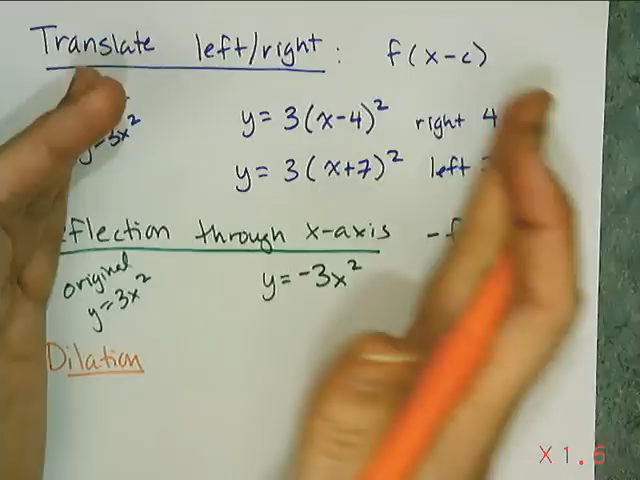 Translate left/right: f(x-c)
y=3x² y=3(x-4)² right 4
y=3(x+7)² left
flection through x-axis -f
original
y=3x² y=-3x²
Dilation
X1.6